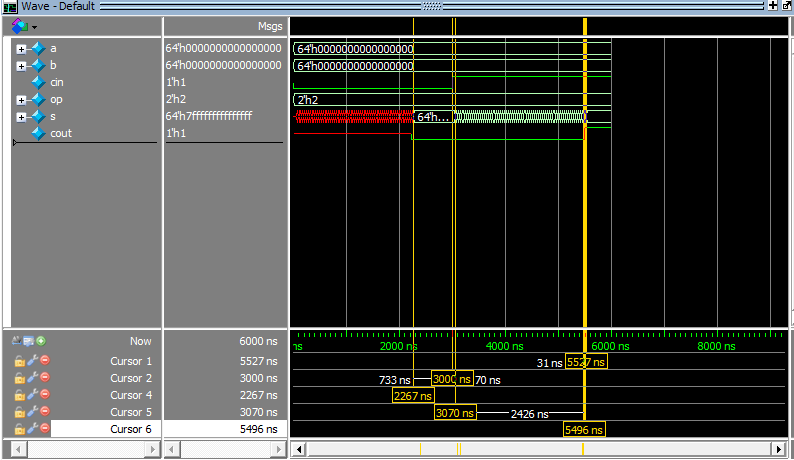 Wave - Default
Msgs
a 64'h0000000000000000 64'h0000000000000000
b 64'h0000000000000000 64'h0000000000000000
cin 1'h1
op 2'h2 2'h2
s 64'h7fffffffffffffff 64'h...
cout 1'h1
Now 6000 ns ns 2000 ns 4000 ns 6000 ns 8000 ns
Cursor 1 5527 ns 31 ns 5527 ns
Cursor 2 3000 ns 733 ns 3000 ns 70 ns
Cursor 4 2267 ns 2267 ns
Cursor 5 3070 ns 3070 ns 2426 ns
Cursor 6 5496 ns 5496 ns